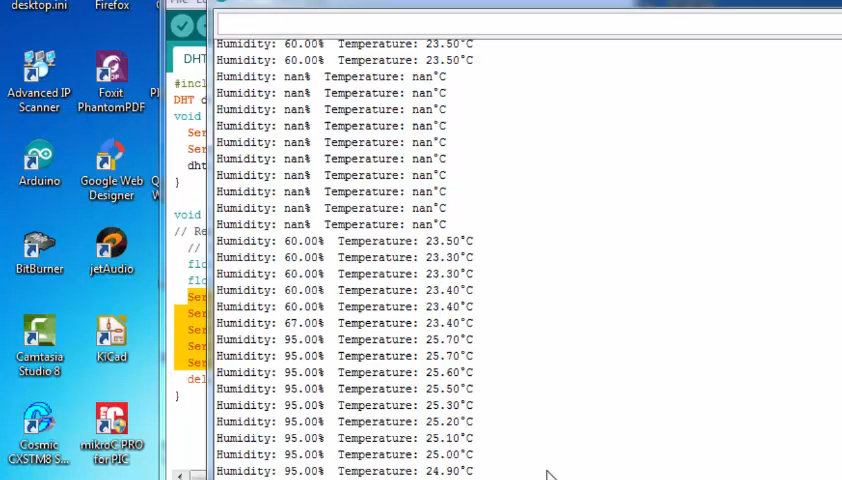 desktop.ini
Firefox
Advanced IP
Scanner
Foxit
PhantomPDF
Arduino
Google Web
Designer
BitBurner
jetAudio
Camtasia
Studio 8
KiCad
Cosmic
CXSTM8 S...
mikroC PRO
for PIC
File
DHT
#incl
DHT d
void
Ser
Ser
dht
}
void
// Re
//
flo
flo
Ser
Ser
Ser
Ser
Ser
del
}
Humidity: 60.00%  Temperature: 23.50°C
Humidity: 60.00%  Temperature: 23.50°C
Humidity: nan%  Temperature: nan°C
Humidity: nan%  Temperature: nan°C
Humidity: nan%  Temperature: nan°C
Humidity: nan%  Temperature: nan°C
Humidity: nan%  Temperature: nan°C
Humidity: nan%  Temperature: nan°C
Humidity: nan%  Temperature: nan°C
Humidity: nan%  Temperature: nan°C
Humidity: nan%  Temperature: nan°C
Humidity: nan%  Temperature: nan°C
Humidity: 60.00%  Temperature: 23.50°C
Humidity: 60.00%  Temperature: 23.30°C
Humidity: 60.00%  Temperature: 23.30°C
Humidity: 60.00%  Temperature: 23.40°C
Humidity: 60.00%  Temperature: 23.40°C
Humidity: 67.00%  Temperature: 23.40°C
Humidity: 95.00%  Temperature: 25.70°C
Humidity: 95.00%  Temperature: 25.70°C
Humidity: 95.00%  Temperature: 25.60°C
Humidity: 95.00%  Temperature: 25.50°C
Humidity: 95.00%  Temperature: 25.30°C
Humidity: 95.00%  Temperature: 25.20°C
Humidity: 95.00%  Temperature: 25.10°C
Humidity: 95.00%  Temperature: 25.00°C
Humidity: 95.00%  Temperature: 24.90°C